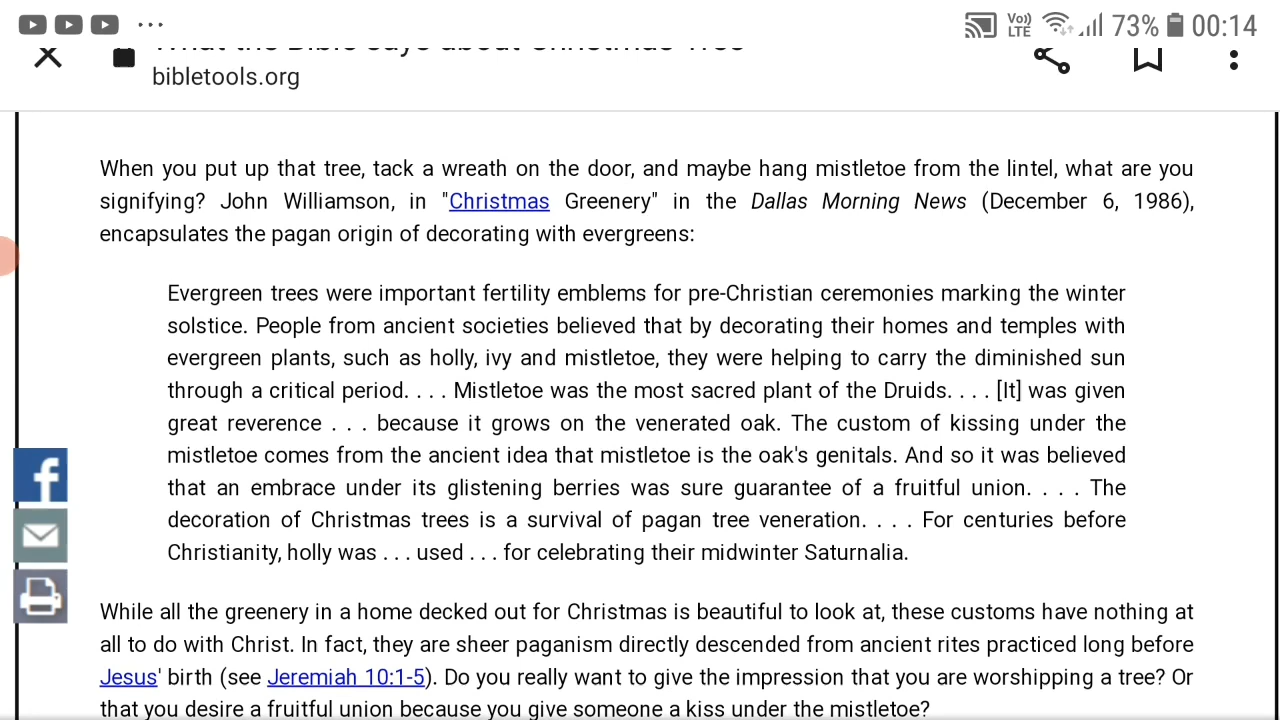 73% 00:14
What the Bible says about Christmas Tree
bibletools.org
When you put up that tree, tack a wreath on the door, and maybe hang mistletoe from the lintel, what are you
signifying? John Williamson, in "Christmas Greenery" in the Dallas Morning News (December 6, 1986),
encapsulates the pagan origin of decorating with evergreens:
Evergreen trees were important fertility emblems for pre-Christian ceremonies marking the winter
solstice. People from ancient societies believed that by decorating their homes and temples with
evergreen plants, such as holly, ivy and mistletoe, they were helping to carry the diminished sun
through a critical period. . . . Mistletoe was the most sacred plant of the Druids. . . . [It] was given
great reverence . . . because it grows on the venerated oak. The custom of kissing under the
mistletoe comes from the ancient idea that mistletoe is the oak's genitals. And so it was believed
that an embrace under its glistening berries was sure guarantee of a fruitful union. . . . The
decoration of Christmas trees is a survival of pagan tree veneration. . . . For centuries before
Christianity, holly was . . . used . . . for celebrating their midwinter Saturnalia.
While all the greenery in a home decked out for Christmas is beautiful to look at, these customs have nothing at
all to do with Christ. In fact, they are sheer paganism directly descended from ancient rites practiced long before
Jesus' birth (see Jeremiah 10:1-5). Do you really want to give the impression that you are worshipping a tree? Or
that you desire a fruitful union because you give someone a kiss under the mistletoe?